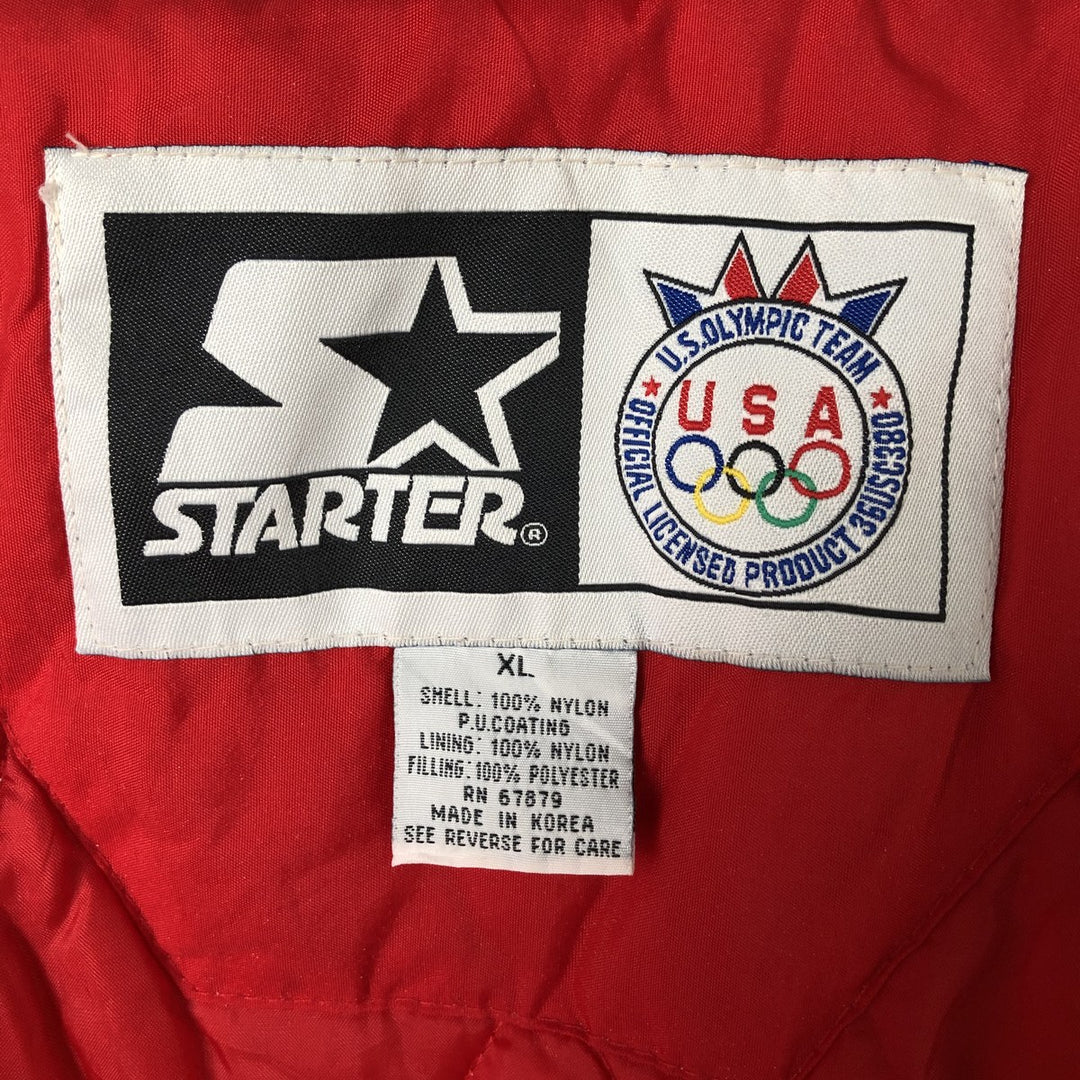 STARTER®
U.S.OLYMPIC TEAM
USA
OFFICIAL LICENSED PRODUCT 36USC380
XL
SHELL: 100% NYLON
P.U.COATING
LINING: 100% NYLON
FILLING:100% POLYESTER
RN 67879
MADE IN KOREA
SEE REVERSE FOR CARE